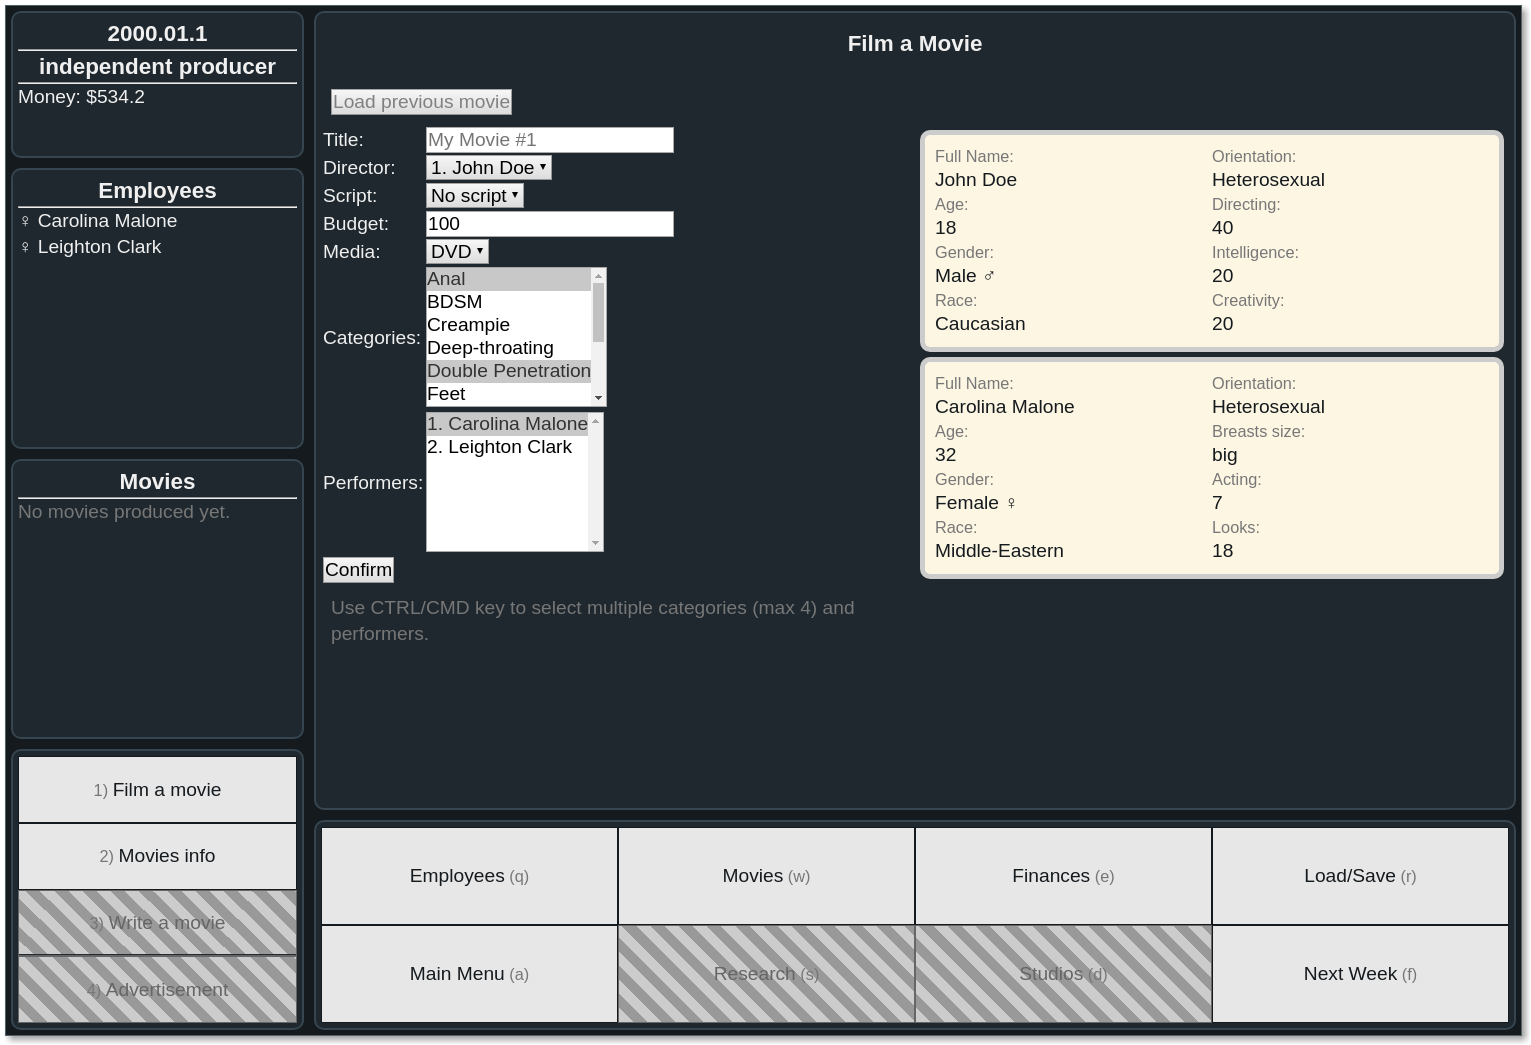 2000.01.1
independent producer
Money: $534.2
Employees
♀ Carolina Malone
♀ Leighton Clark
Movies
No movies produced yet.
1) Film a movie
2) Movies info
3) Write a movie
4) Advertisement
Film a Movie
Load previous movie
Title: My Movie #1
Director: 1. John Doe
Script: No script
Budget: 100
Media: DVD
Categories:
Anal
BDSM
Creampie
Deep-throating
Double Penetration
Feet
Performers:
1. Carolina Malone
2. Leighton Clark
Confirm
Use CTRL/CMD key to select multiple categories (max 4) and
performers.
Full Name: Orientation:
John Doe Heterosexual
Age: Directing:
18 40
Gender: Intelligence:
Male ♂ 20
Race: Creativity:
Caucasian 20
Full Name: Orientation:
Carolina Malone Heterosexual
Age: Breasts size:
32 big
Gender: Acting:
Female ♀ 7
Race: Looks:
Middle-Eastern 18
Employees (q) Movies (w) Finances (e) Load/Save (r)
Main Menu (a) Research (s) Studios (d) Next Week (f)